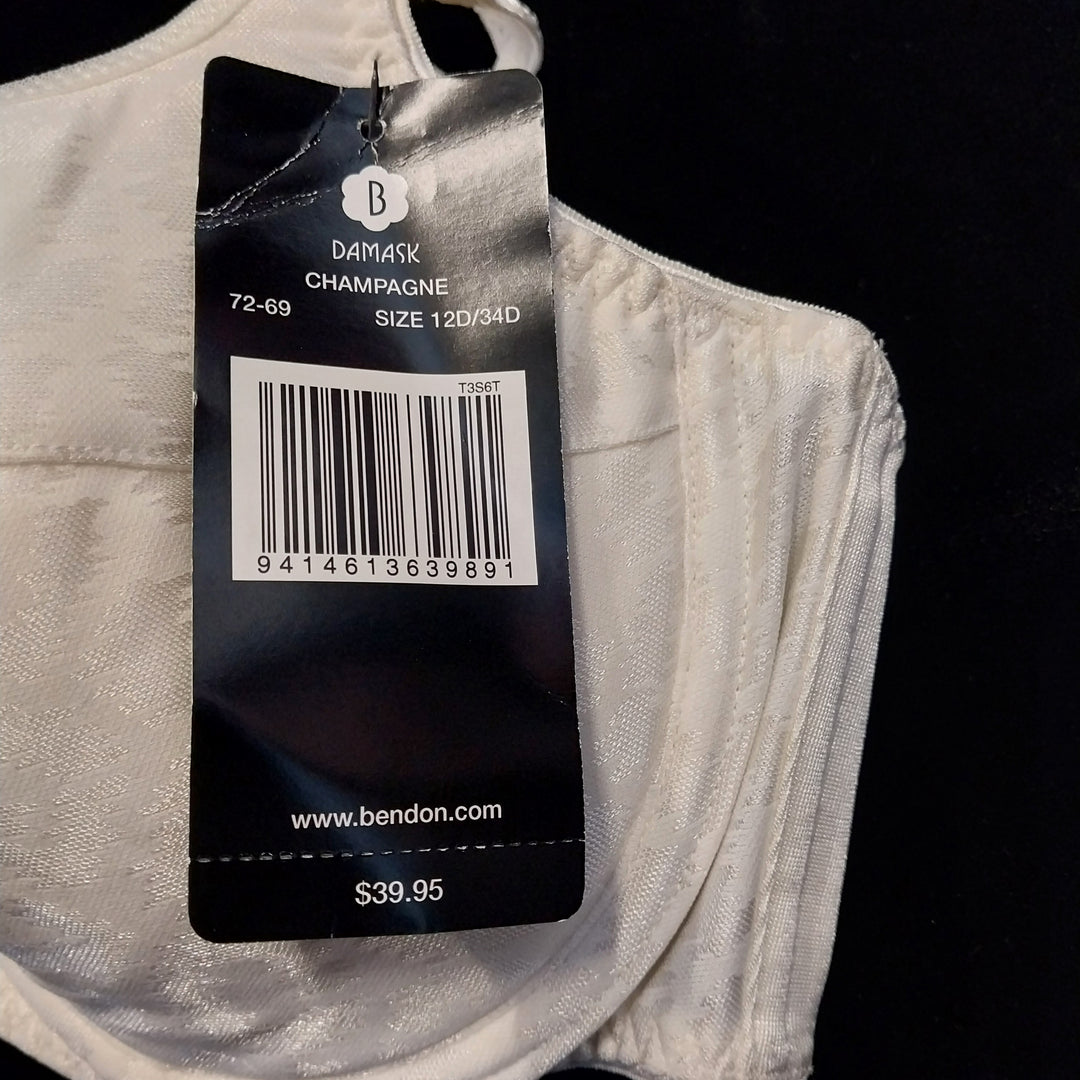 B
DAMASK
CHAMPAGNE
72-69
SIZE 12D/34D
T3S6T
9414613639891
www.bendon.com
$39.95